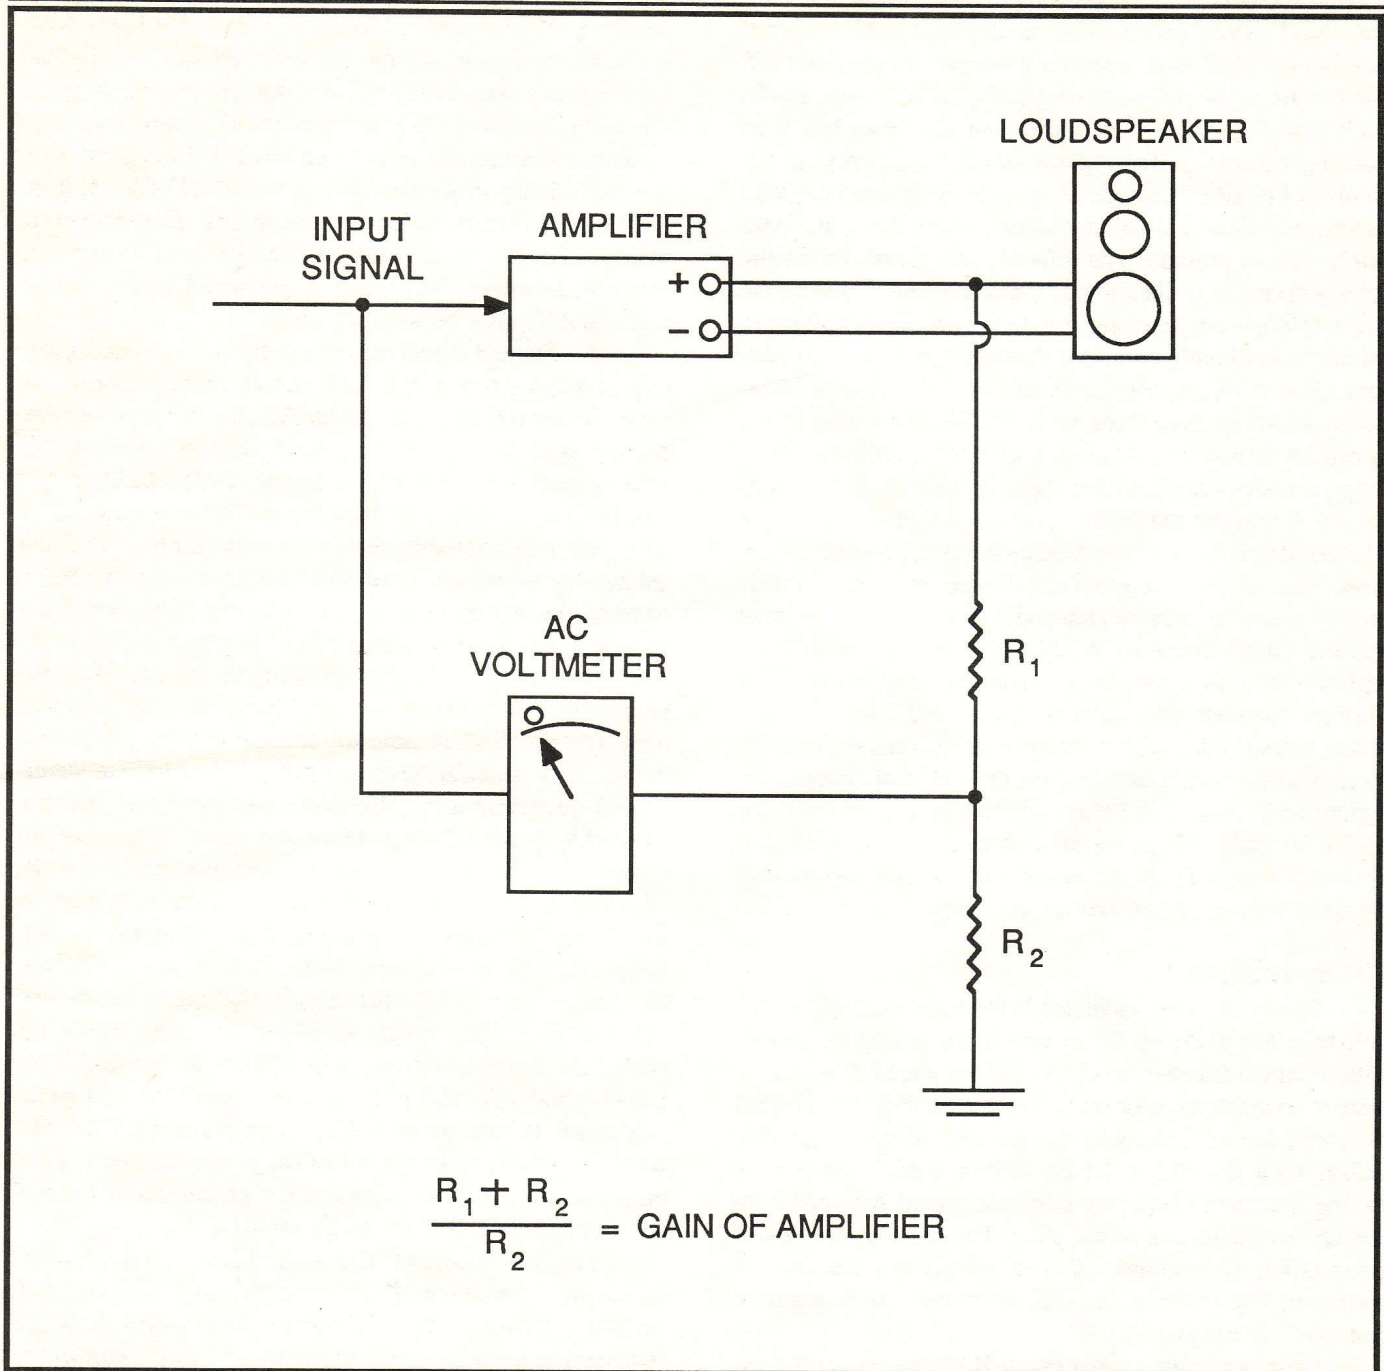 LOUDSPEAKER
INPUT
SIGNAL
AMPLIFIER
+
−
R₁
AC
VOLTMETER
R₂
R₁ + R₂
R₂
= GAIN OF AMPLIFIER